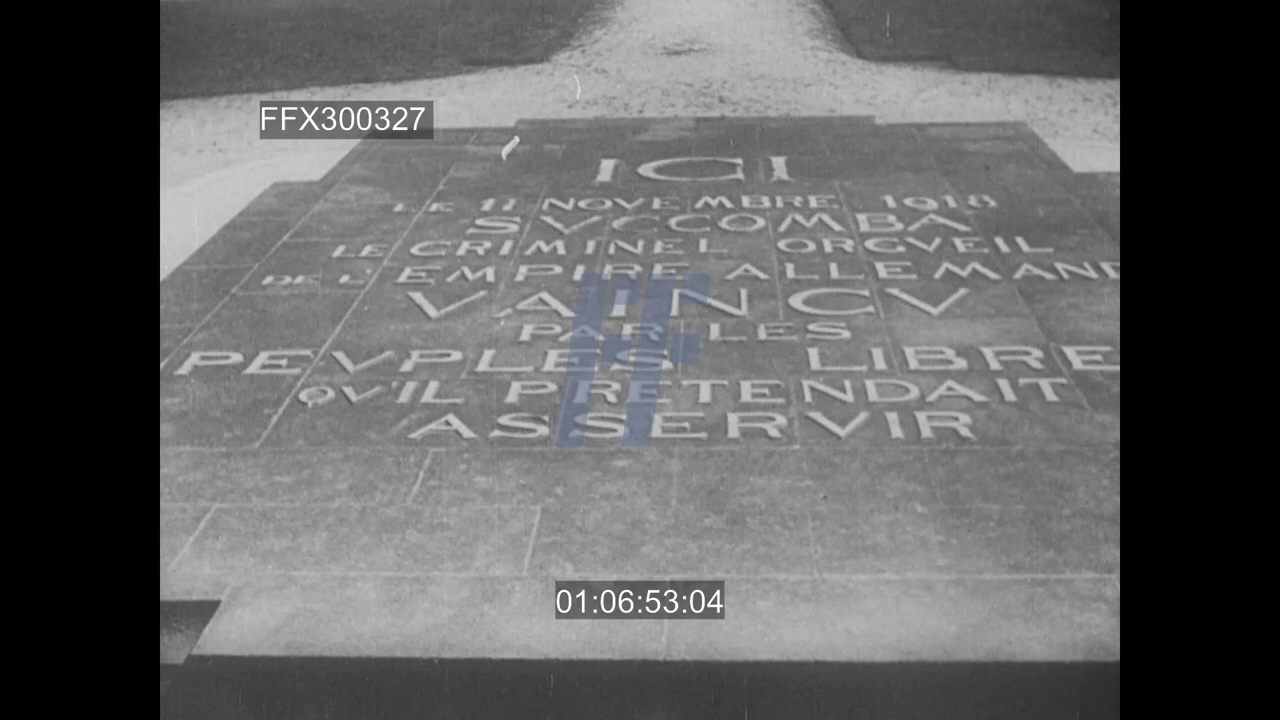 FFX300327
ICI
LE 11 NOVEMBRE 1918
SVCCOMBA
LE CRIMINEL ORGVEIL
DE L'EMPIRE ALLEMAND
VAINCV
PAR LES
PEVPLES LIBRE
QV'IL PRETENDAIT
ASSERVIR
01:06:53:04